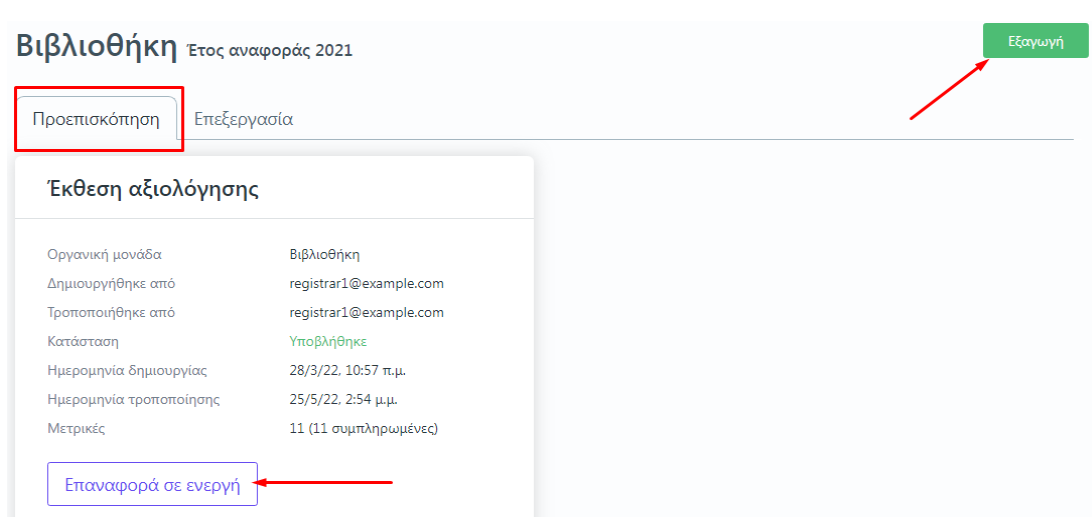 Βιβλιοθήκη Έτος αναφοράς 2021
Εξαγωγή
Προεπισκόπηση Επεξεργασία
Έκθεση αξιολόγησης
Οργανική μονάδα Βιβλιοθήκη
Δημιουργήθηκε από registrar1@example.com
Τροποποιήθηκε από registrar1@example.com
Κατάσταση Υποβλήθηκε
Ημερομηνία δημιουργίας 28/3/22, 10:57 π.μ.
Ημερομηνία τροποποίησης 25/5/22, 2:54 μ.μ.
Μετρικές 11 (11 συμπληρωμένες)
Επαναφορά σε ενεργή